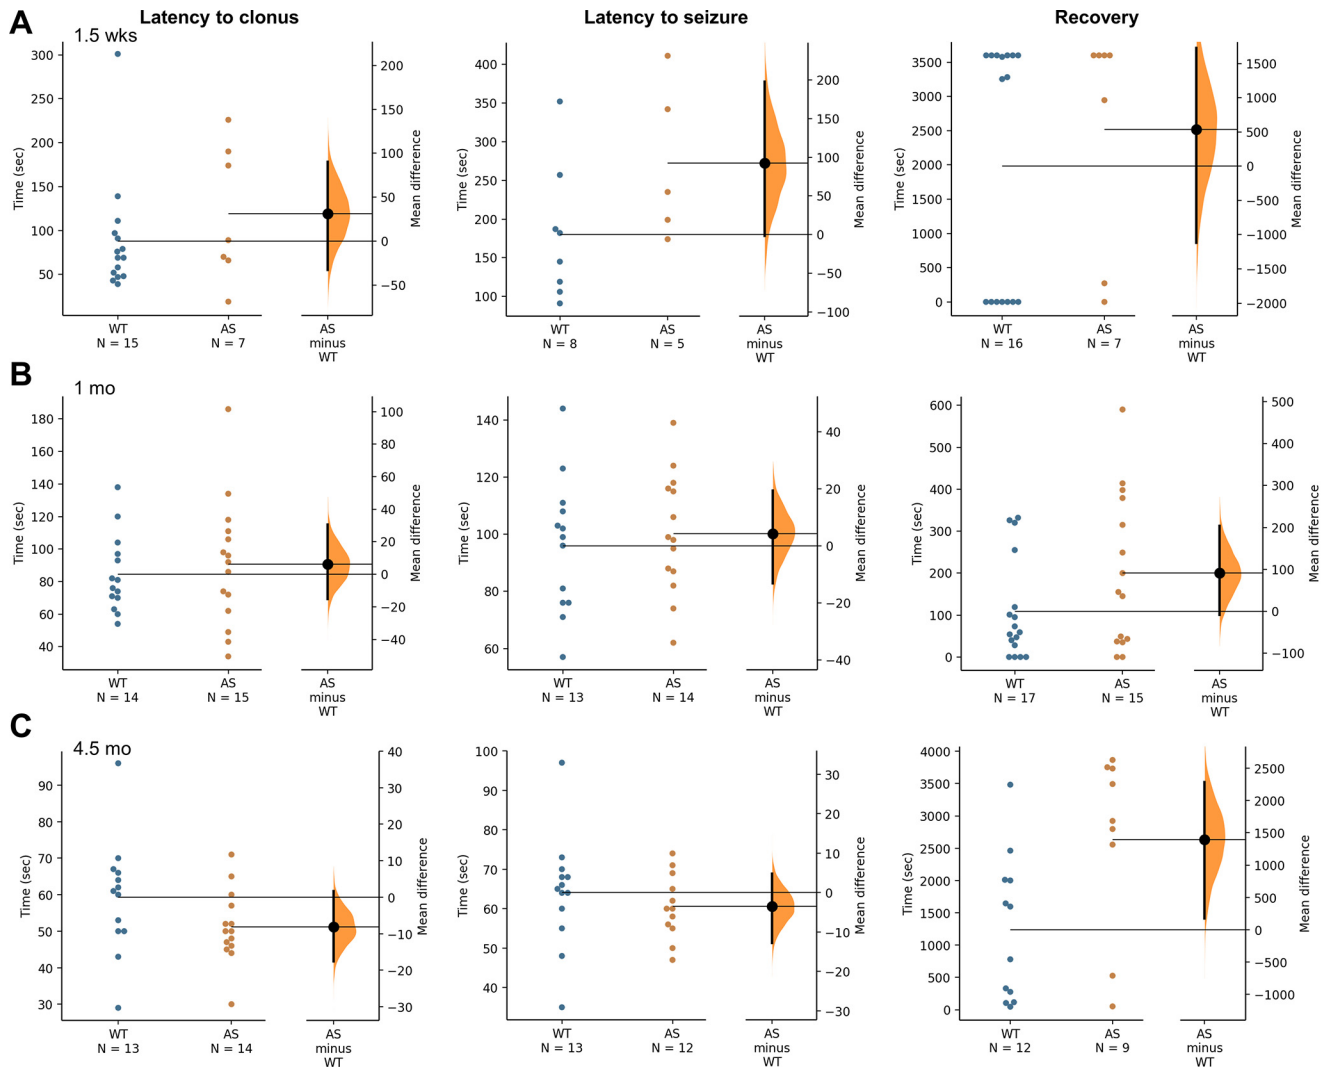 A
Latency to clonus
Latency to seizure
Recovery
1.5 wks
300
250
200
150
100
50
Time (sec)
200
150
100
50
0
−50
Mean difference
WT
N = 15
AS
N = 7
AS
minus
WT
400
350
300
250
200
150
100
Time (sec)
200
150
100
50
0
−50
−100
Mean difference
WT
N = 8
AS
N = 5
AS
minus
WT
3500
3000
2500
2000
1500
1000
500
0
Time (sec)
1500
1000
500
0
−500
−1000
−1500
−2000
Mean difference
WT
N = 16
AS
N = 7
AS
minus
WT
B
1 mo
180
160
140
120
100
80
60
40
Time (sec)
100
80
60
40
20
0
−20
−40
Mean difference
WT
N = 14
AS
N = 15
AS
minus
WT
140
120
100
80
60
Time (sec)
40
20
0
−20
−40
Mean difference
WT
N = 13
AS
N = 14
AS
minus
WT
600
500
400
300
200
100
0
Time (sec)
500
400
300
200
100
0
−100
Mean difference
WT
N = 17
AS
N = 15
AS
minus
WT
C
4.5 mo
90
80
70
60
50
40
30
Time (sec)
40
30
20
10
0
−10
−20
−30
Mean difference
WT
N = 13
AS
N = 14
AS
minus
WT
100
90
80
70
60
50
40
Time (sec)
30
20
10
0
−10
−20
−30
Mean difference
WT
N = 13
AS
N = 12
AS
minus
WT
4000
3500
3000
2500
2000
1500
1000
500
0
Time (sec)
2500
2000
1500
1000
500
0
−500
−1000
Mean difference
WT
N = 12
AS
N = 9
AS
minus
WT